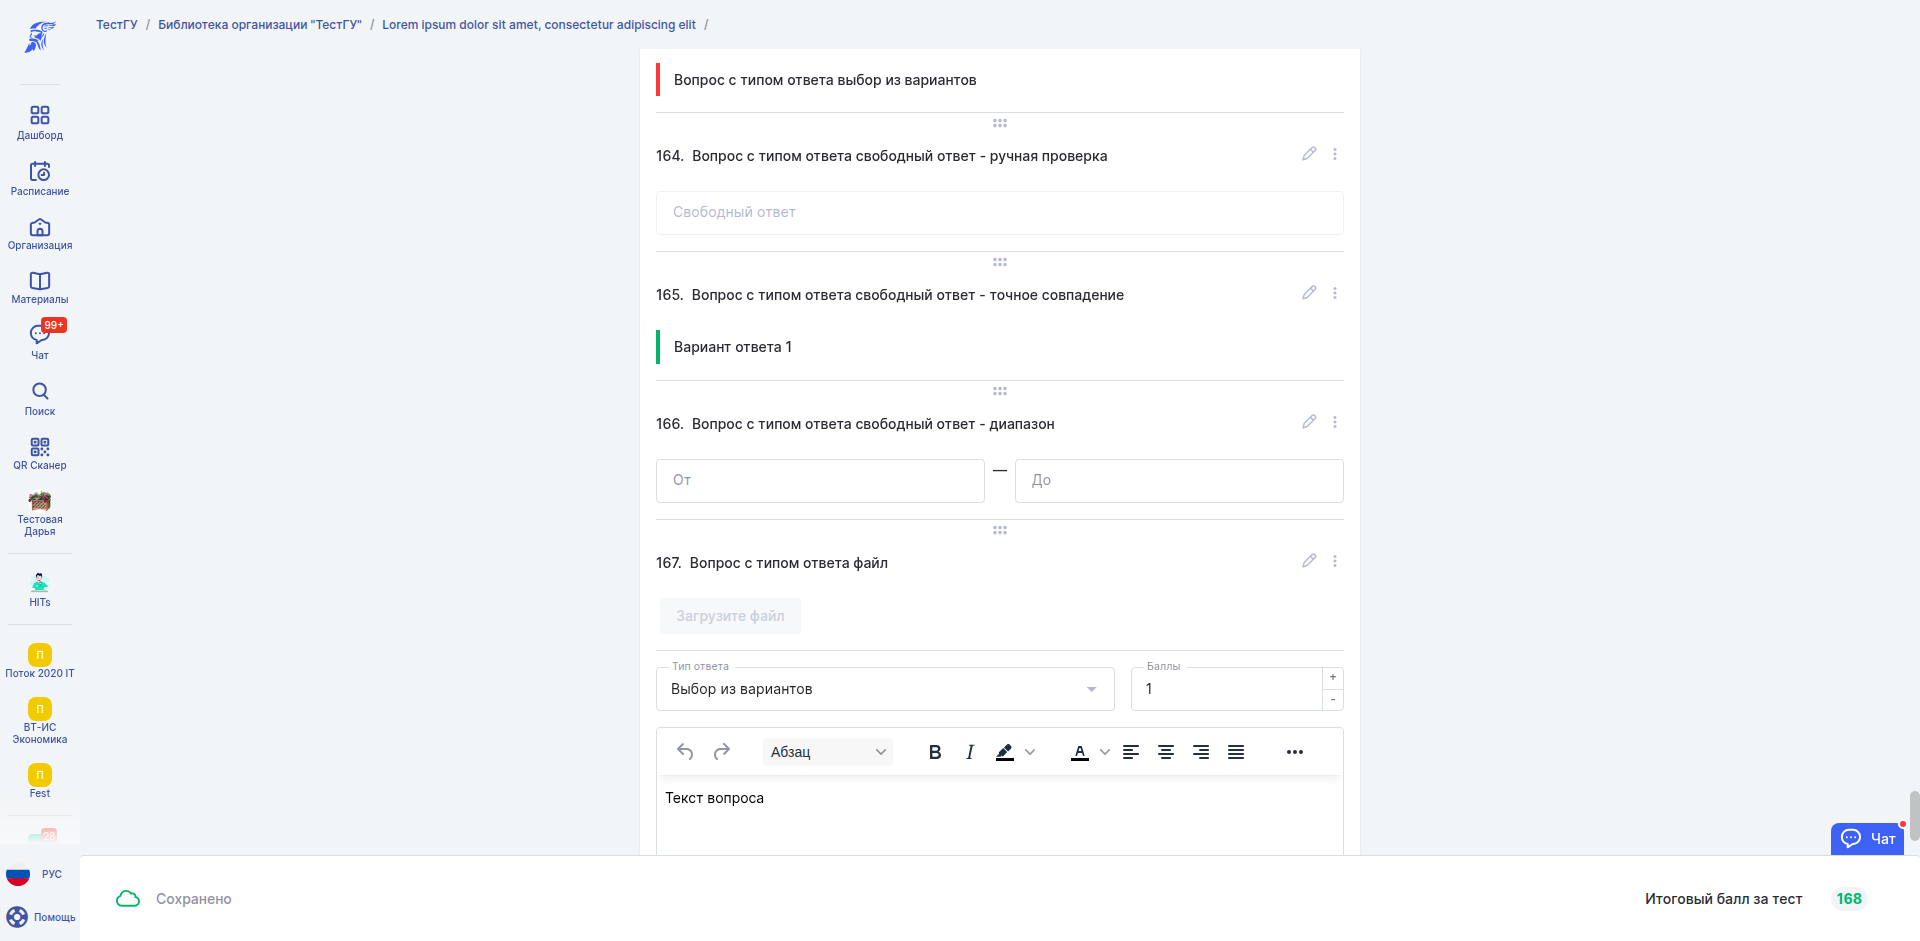 ТестГУ / Библиотека организации "ТестГУ" / Lorem ipsum dolor sit amet, consectetur adipiscing elit /
Дашборд
Расписание
Организация
Материалы
99+
Чат
Поиск
QR Сканер
Тестовая
Дарья
HITs
П
Поток 2020 IT
П
ВТ-ИС
Экономика
П
Fest
28
РУС
Помощь
Вопрос с типом ответа выбор из вариантов
164. Вопрос с типом ответа свободный ответ - ручная проверка
Свободный ответ
165. Вопрос с типом ответа свободный ответ - точное совпадение
Вариант ответа 1
166. Вопрос с типом ответа свободный ответ - диапазон
От — До
167. Вопрос с типом ответа файл
Загрузите файл
Тип ответа
Выбор из вариантов
Баллы
1
+
-
Абзац B I A
Текст вопроса
Чат
Сохранено
Итоговый балл за тест 168